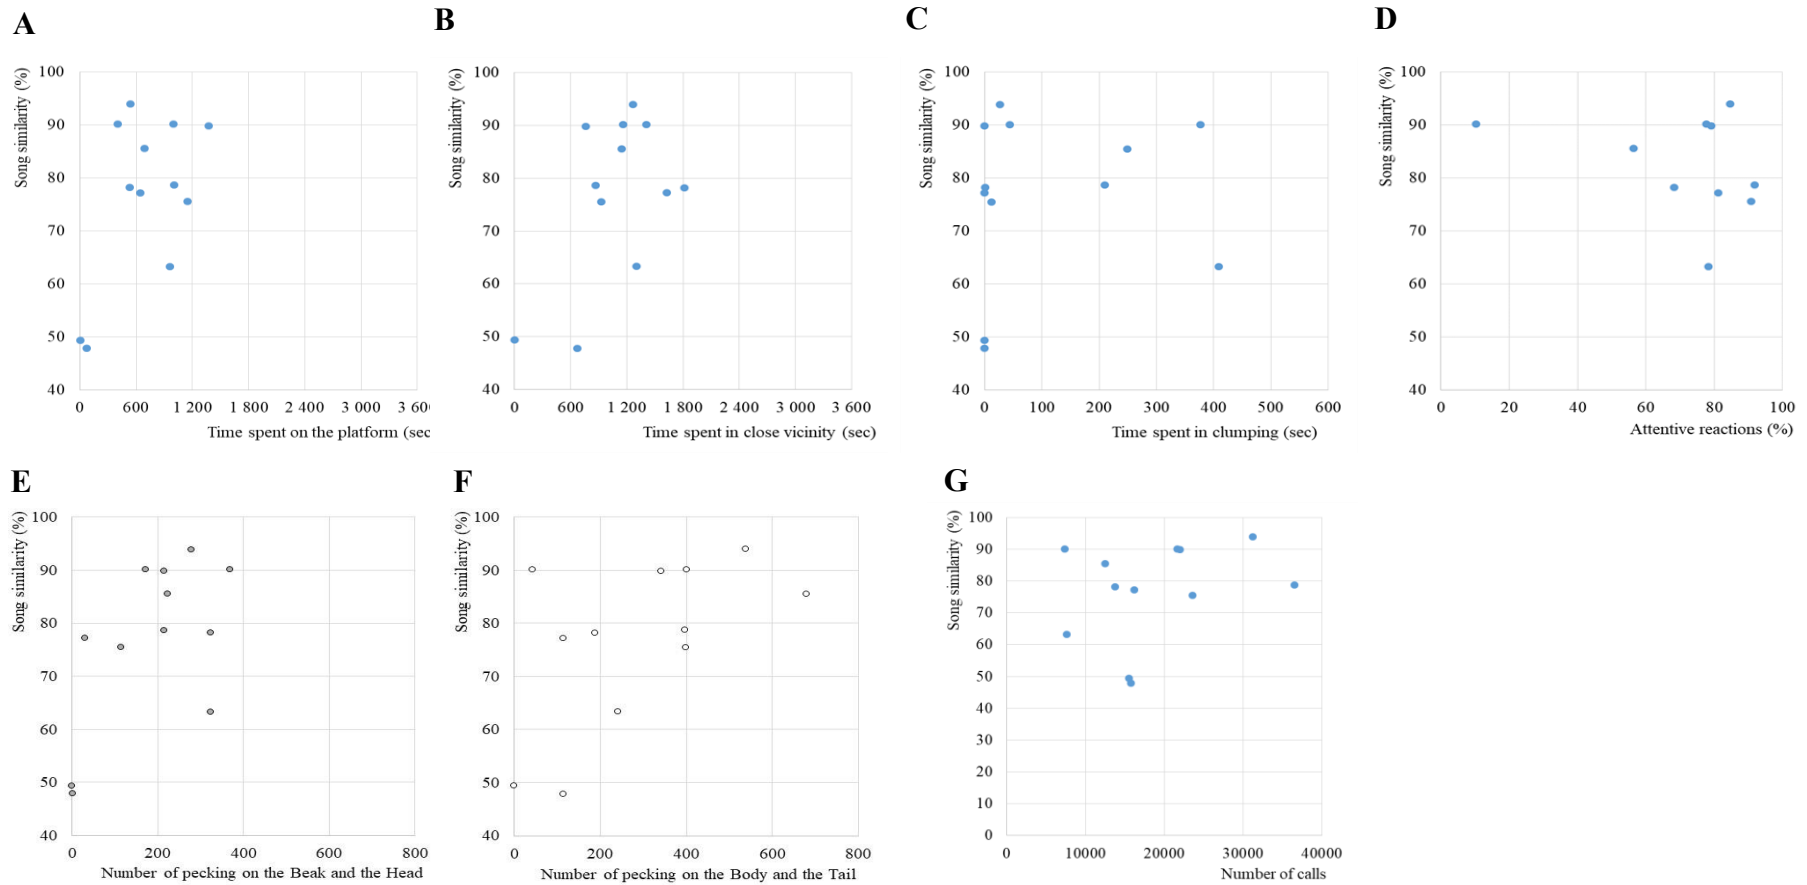 A
B
C
D
Song similarity (%)
100
90
80
70
60
50
40
0 600 1 200 1 800 2 400 3 000 3 600
Time spent on the platform (sec
Song similarity (%)
100
90
80
70
60
50
40
0 600 1 200 1 800 2 400 3 000 3 600
Time spent in close vicinity (sec)
Song similarity (%)
100
90
80
70
60
50
40
0 100 200 300 400 500 600
Time spent in clumping (sec)
Song similarity (%)
100
90
80
70
60
50
40
0 20 40 60 80 100
Attentive reactions (%)
E
F
G
Song similarity (%)
100
90
80
70
60
50
40
0 200 400 600 800
Number of pecking on the Beak and the Head
Song similarity (%)
100
90
80
70
60
50
40
0 200 400 600 800
Number of pecking on the Body and the Tail
Song similarity (%)
100
90
80
70
60
50
40
30
20
10
0
0 10000 20000 30000 40000
Number of calls